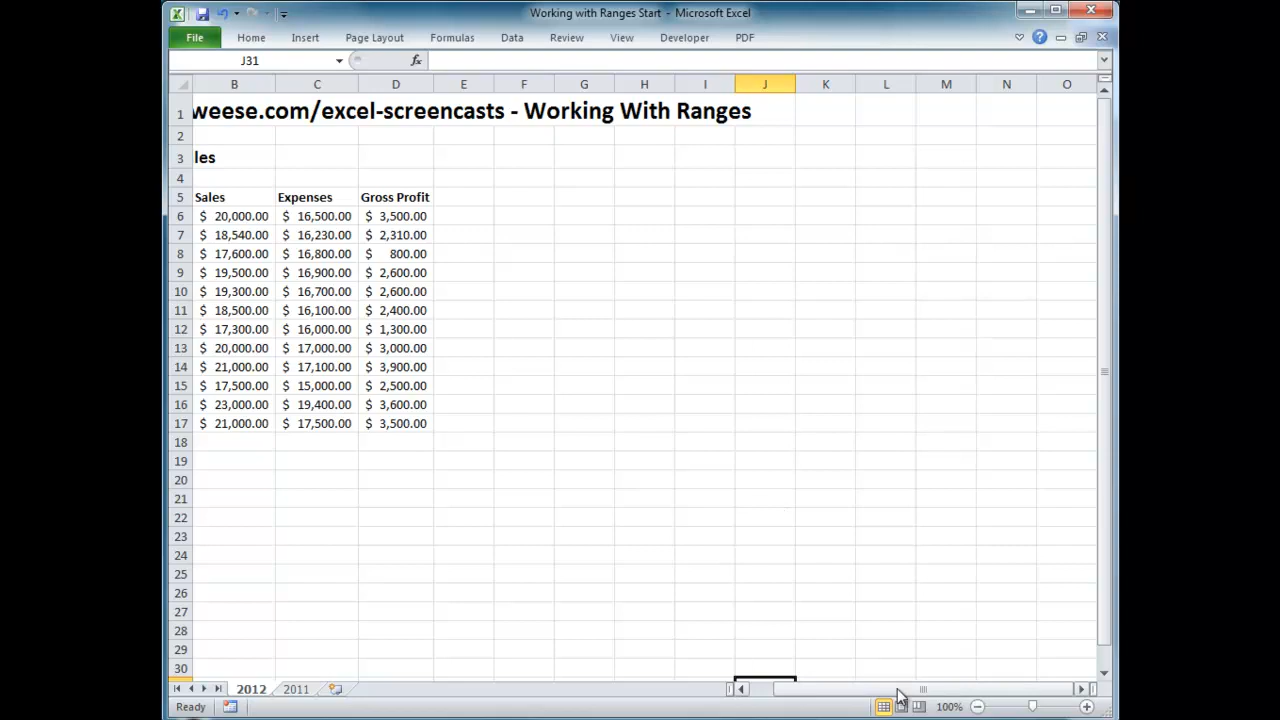 Working with Ranges Start - Microsoft Excel
File Home Insert Page Layout Formulas Data Review View Developer PDF
J31 fx
B C D E F G H I J K L M N O
1 weese.com/excel-screencasts - Working With Ranges
2
3 les
4
5 Sales Expenses Gross Profit
6 $ 20,000.00 $ 16,500.00 $ 3,500.00
7 $ 18,540.00 $ 16,230.00 $ 2,310.00
8 $ 17,600.00 $ 16,800.00 $ 800.00
9 $ 19,500.00 $ 16,900.00 $ 2,600.00
10 $ 19,300.00 $ 16,700.00 $ 2,600.00
11 $ 18,500.00 $ 16,100.00 $ 2,400.00
12 $ 17,300.00 $ 16,000.00 $ 1,300.00
13 $ 20,000.00 $ 17,000.00 $ 3,000.00
14 $ 21,000.00 $ 17,100.00 $ 3,900.00
15 $ 17,500.00 $ 15,000.00 $ 2,500.00
16 $ 23,000.00 $ 19,400.00 $ 3,600.00
17 $ 21,000.00 $ 17,500.00 $ 3,500.00
18
19
20
21
22
23
24
25
26
27
28
29
30
2012 2011
Ready 100%